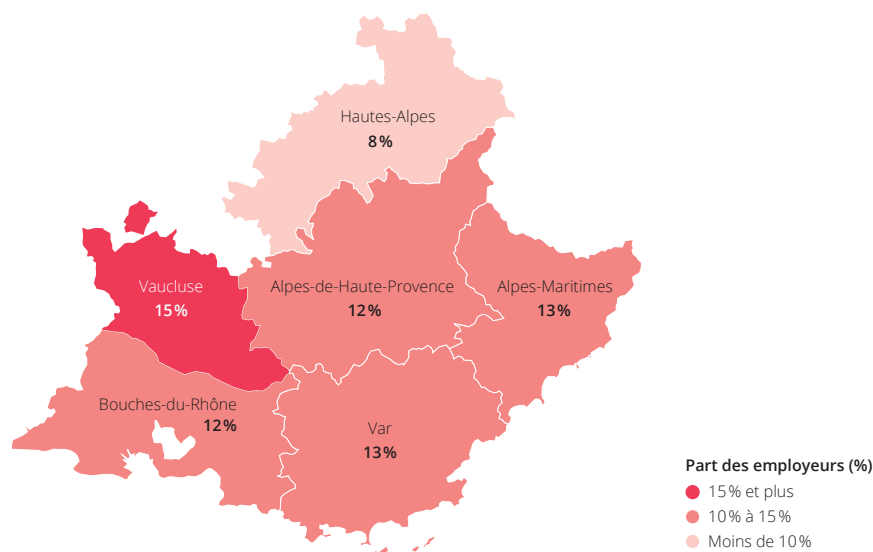 Hautes-Alpes
8%
Vaucluse
15%
Alpes-de-Haute-Provence
12%
Alpes-Maritimes
13%
Bouches-du-Rhône
12%
Var
13%
Part des employeurs (%)
15% et plus
10% à 15%
Moins de 10%